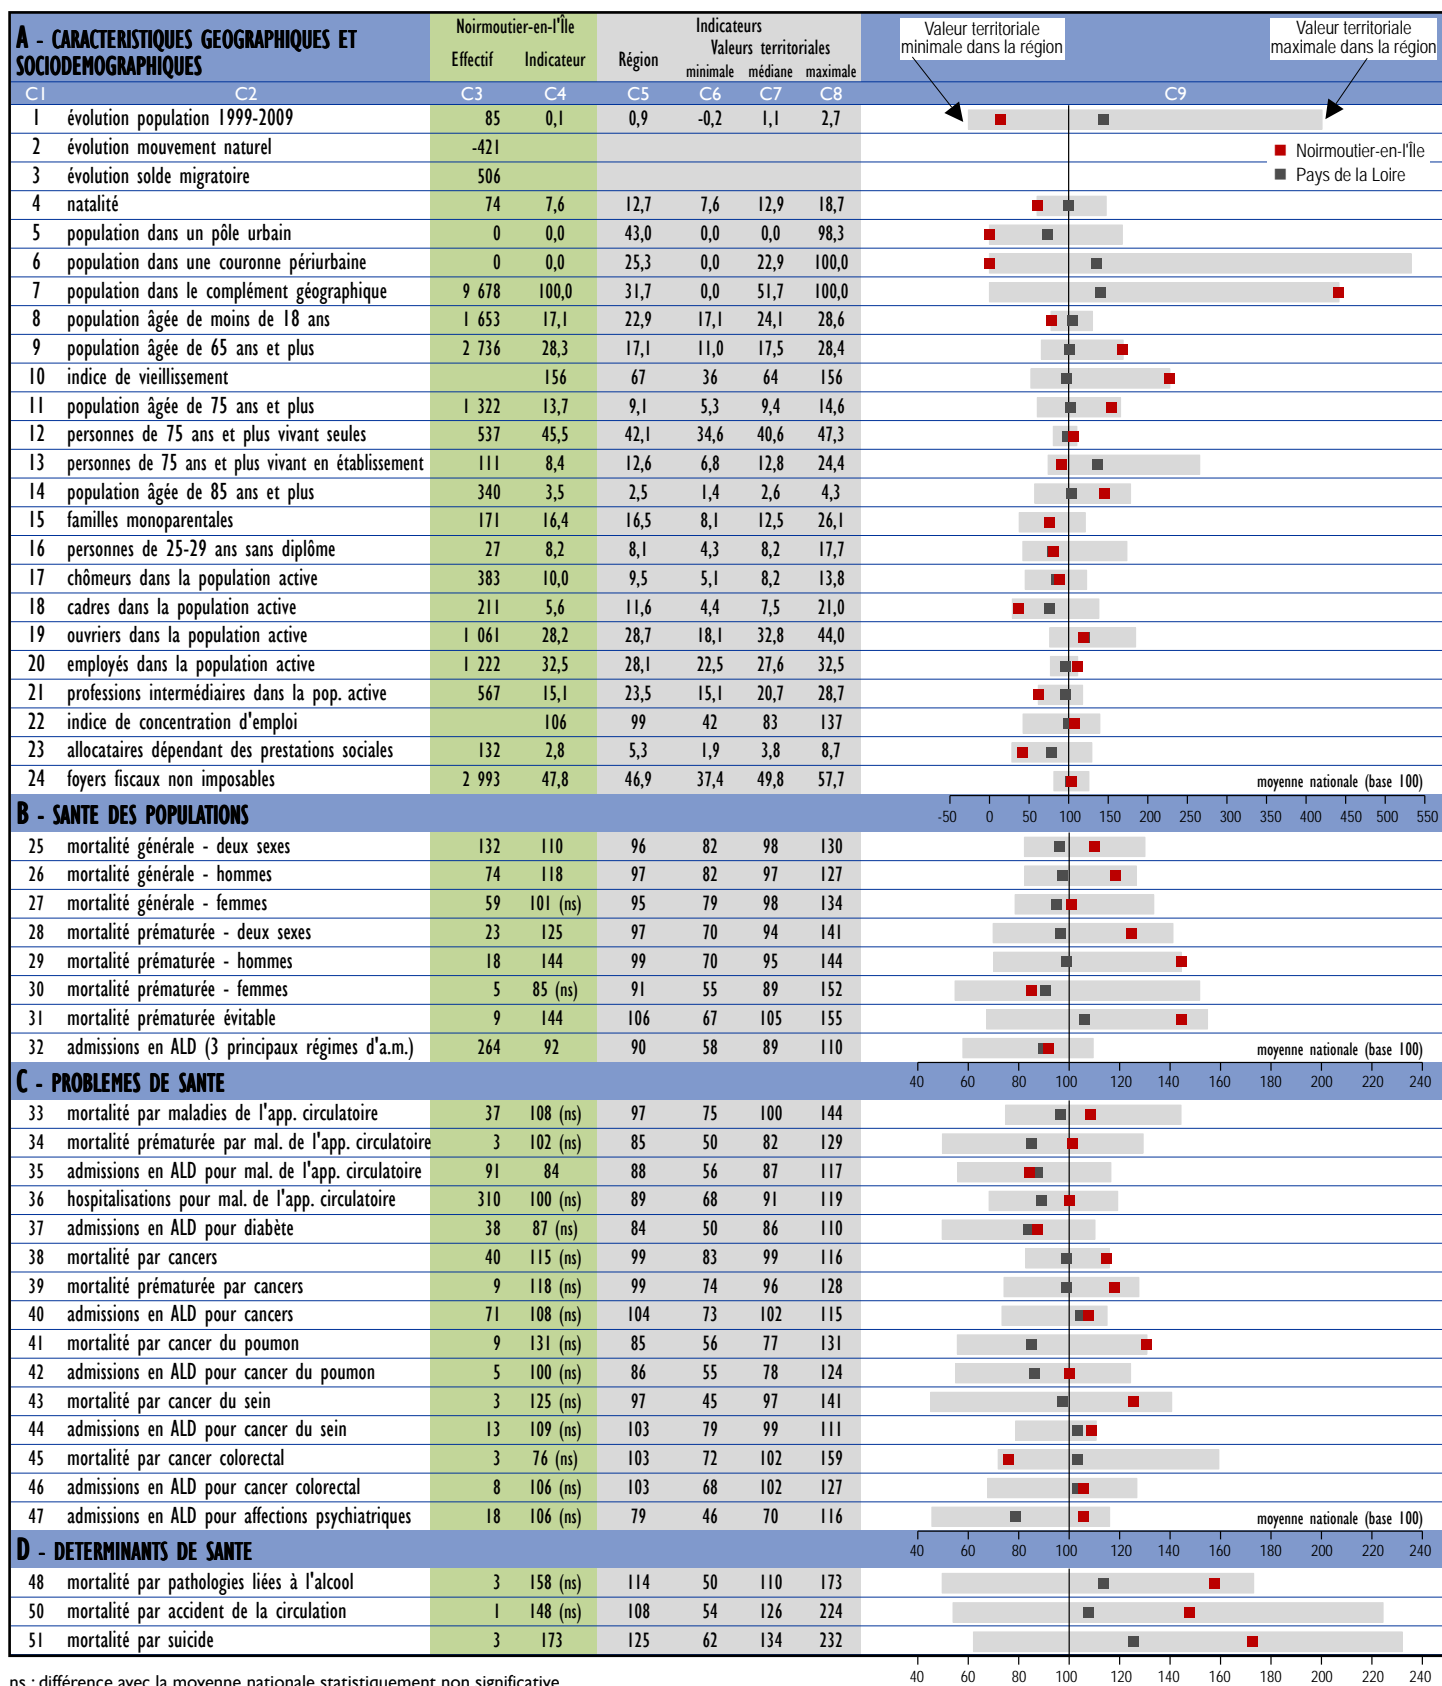 A - CARACTERISTIQUES GEOGRAPHIQUES ET SOCIODEMOGRAPHIQUES
Noirmoutier-en-l'Île
Effectif Indicateur
Indicateurs
Région Valeurs territoriales
minimale médiane maximale
Valeur territoriale minimale dans la région
Valeur territoriale maximale dans la région
C1 C2 C3 C4 C5 C6 C7 C8 C9
1 évolution population 1999-2009 85 0,1 0,9 -0,2 1,1 2,7
2 évolution mouvement naturel -421
Noirmoutier-en-l'Île
3 évolution solde migratoire 506
Pays de la Loire
4 natalité 74 7,6 12,7 7,6 12,9 18,7
5 population dans un pôle urbain 0 0,0 43,0 0,0 0,0 98,3
6 population dans une couronne périurbaine 0 0,0 25,3 0,0 22,9 100,0
7 population dans le complément géographique 9 678 100,0 31,7 0,0 51,7 100,0
8 population âgée de moins de 18 ans 1 653 17,1 22,9 17,1 24,1 28,6
9 population âgée de 65 ans et plus 2 736 28,3 17,1 11,0 17,5 28,4
10 indice de vieillissement 156 67 36 64 156
11 population âgée de 75 ans et plus 1 322 13,7 9,1 5,3 9,4 14,6
12 personnes de 75 ans et plus vivant seules 537 45,5 42,1 34,6 40,6 47,3
13 personnes de 75 ans et plus vivant en établissement 111 8,4 12,6 6,8 12,8 24,4
14 population âgée de 85 ans et plus 340 3,5 2,5 1,4 2,6 4,3
15 familles monoparentales 171 16,4 16,5 8,1 12,5 26,1
16 personnes de 25-29 ans sans diplôme 27 8,2 8,1 4,3 8,2 17,7
17 chômeurs dans la population active 383 10,0 9,5 5,1 8,2 13,8
18 cadres dans la population active 211 5,6 11,6 4,4 7,5 21,0
19 ouvriers dans la population active 1 061 28,2 28,7 18,1 32,8 44,0
20 employés dans la population active 1 222 32,5 28,1 22,5 27,6 32,5
21 professions intermédiaires dans la pop. active 567 15,1 23,5 15,1 20,7 28,7
22 indice de concentration d'emploi 106 99 42 83 137
23 allocataires dépendant des prestations sociales 132 2,8 5,3 1,9 3,8 8,7
24 foyers fiscaux non imposables 2 993 47,8 46,9 37,4 49,8 57,7 moyenne nationale (base 100)
B - SANTE DES POPULATIONS
-50 0 50 100 150 200 250 300 350 400 450 500 550
25 mortalité générale - deux sexes 132 110 96 82 98 130
26 mortalité générale - hommes 74 118 97 82 97 127
27 mortalité générale - femmes 59 101 (ns) 95 79 98 134
28 mortalité prématurée - deux sexes 23 125 97 70 94 141
29 mortalité prématurée - hommes 18 144 99 70 95 144
30 mortalité prématurée - femmes 5 85 (ns) 91 55 89 152
31 mortalité prématurée évitable 9 144 106 67 105 155
32 admissions en ALD (3 principaux régimes d'a.m.) 264 92 90 58 89 110 moyenne nationale (base 100)
C - PROBLEMES DE SANTE
40 60 80 100 120 140 160 180 200 220 240
33 mortalité par maladies de l'app. circulatoire 37 108 (ns) 97 75 100 144
34 mortalité prématurée par mal. de l'app. circulatoire 3 102 (ns) 85 50 82 129
35 admissions en ALD pour mal. de l'app. circulatoire 91 84 88 56 87 117
36 hospitalisations pour mal. de l'app. circulatoire 310 100 (ns) 89 68 91 119
37 admissions en ALD pour diabète 38 87 (ns) 84 50 86 110
38 mortalité par cancers 40 115 (ns) 99 83 99 116
39 mortalité prématurée par cancers 9 118 (ns) 99 74 96 128
40 admissions en ALD pour cancers 71 108 (ns) 104 73 102 115
41 mortalité par cancer du poumon 9 131 (ns) 85 56 77 131
42 admissions en ALD pour cancer du poumon 5 100 (ns) 86 55 78 124
43 mortalité par cancer du sein 3 125 (ns) 97 45 97 141
44 admissions en ALD pour cancer du sein 13 109 (ns) 103 79 99 111
45 mortalité par cancer colorectal 3 76 (ns) 103 72 102 159
46 admissions en ALD pour cancer colorectal 8 106 (ns) 103 68 102 127
47 admissions en ALD pour affections psychiatriques 18 106 (ns) 79 46 70 116 moyenne nationale (base 100)
D - DETERMINANTS DE SANTE
40 60 80 100 120 140 160 180 200 220 240
48 mortalité par pathologies liées à l'alcool 3 158 (ns) 114 50 110 173
50 mortalité par accident de la circulation 1 148 (ns) 108 54 126 224
51 mortalité par suicide 3 173 125 62 134 232
40 60 80 100 120 140 160 180 200 220 240
ns : différence avec la moyenne nationale statistiquement non significative